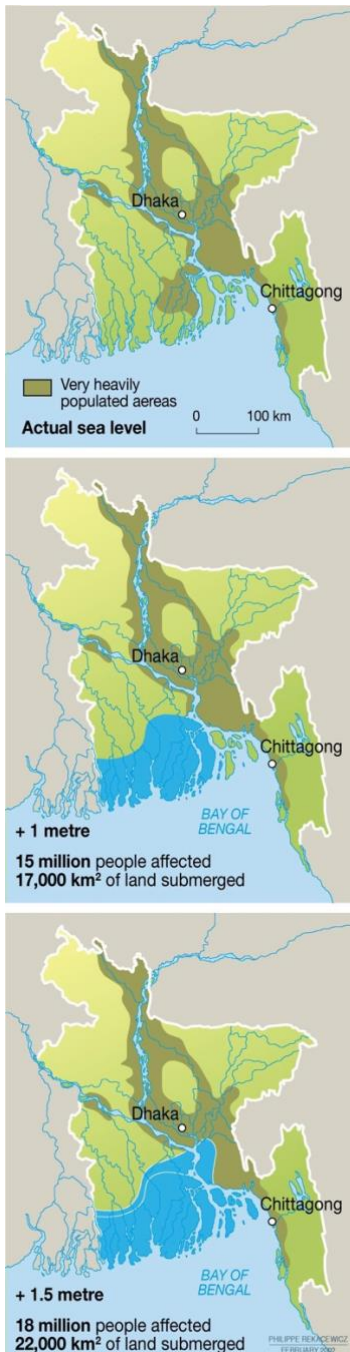 Dhaka
Chittagong
Very heavily
populated aereas
Actual sea level
0 100 km
Dhaka
Chittagong
BAY OF
BENGAL
+ 1 metre
15 million people affected
17,000 km² of land submerged
Dhaka
Chittagong
BAY OF
BENGAL
+ 1.5 metre
18 million people affected
22,000 km² of land submerged
PHILIPPE REKACEWICZ
FEBRUARY 2002